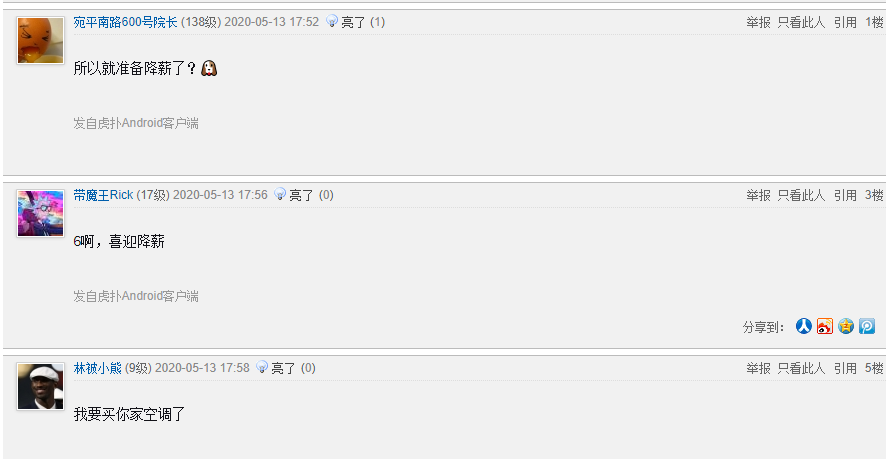 宛平南路600号院长 (138级) 2020-05-13 17:52 亮了 (1) 举报 只看此人 引用 1楼
所以就准备降薪了？
发自虎扑Android客户端
带魔王Rick (17级) 2020-05-13 17:56 亮了 (0) 举报 只看此人 引用 3楼
6啊，喜迎降薪
发自虎扑Android客户端
分享到：
林被小熊 (9级) 2020-05-13 17:58 亮了 (0) 举报 只看此人 引用 5楼
我要买你家空调了